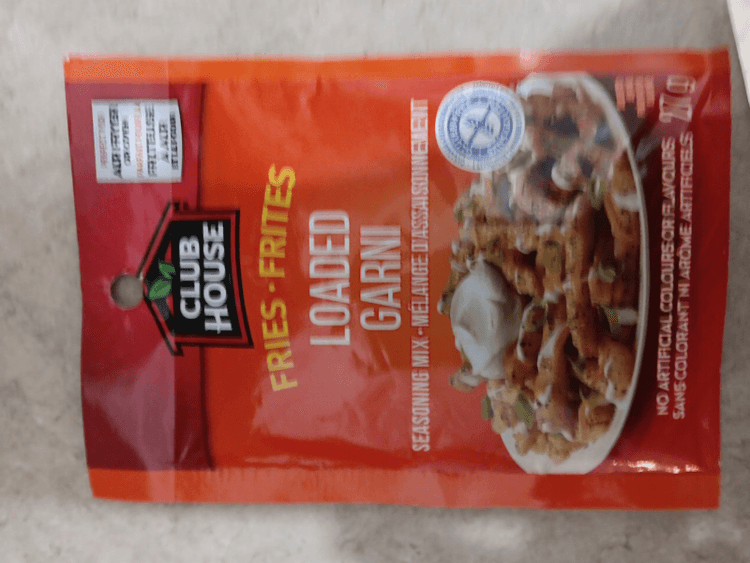 AIR FRYER
CLUB
HOUSE
FRIES · FRITES
LOADED
GARNI
SEASONING MIX • MÉLANGE D'ASSAISONNEMENT
NO ARTIFICIAL COLOURS OR FLAVOURS
SANS COLORANT NI ARÔME ARTIFICIELS